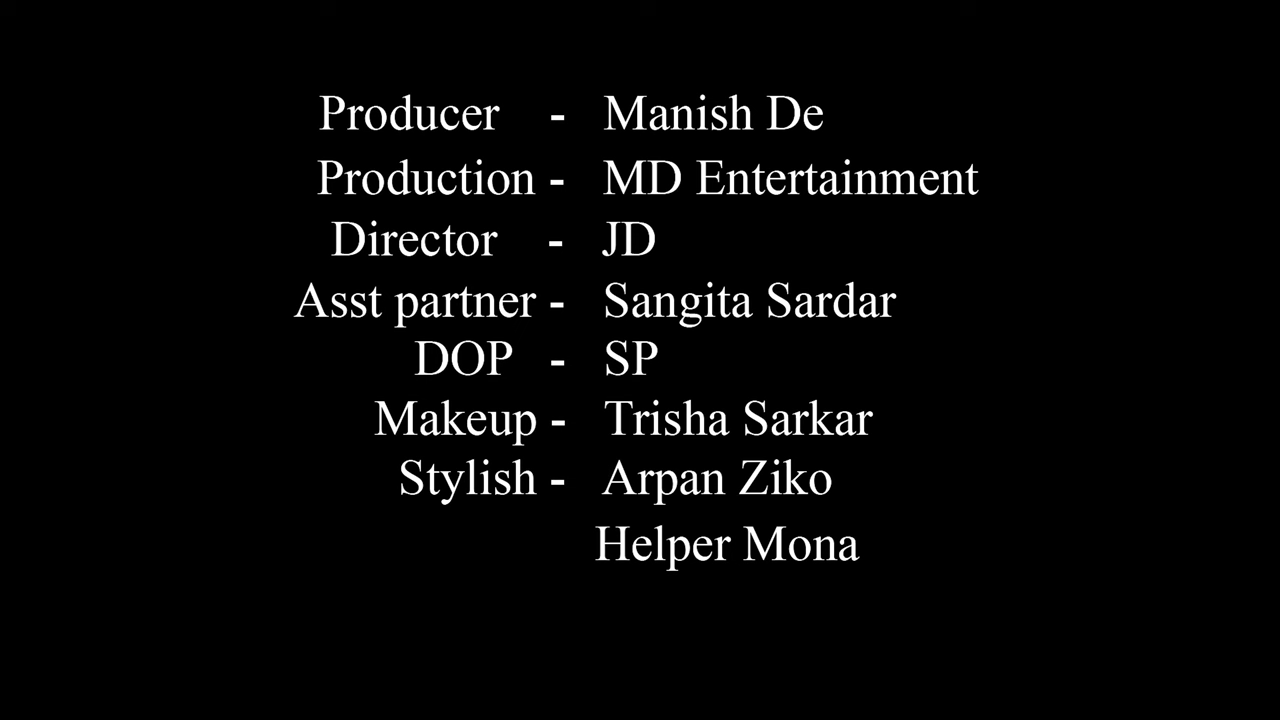 Producer - Manish De
Production - MD Entertainment
Director - JD
Asst partner - Sangita Sardar
DOP - SP
Makeup - Trisha Sarkar
Stylish - Arpan Ziko
Helper Mona